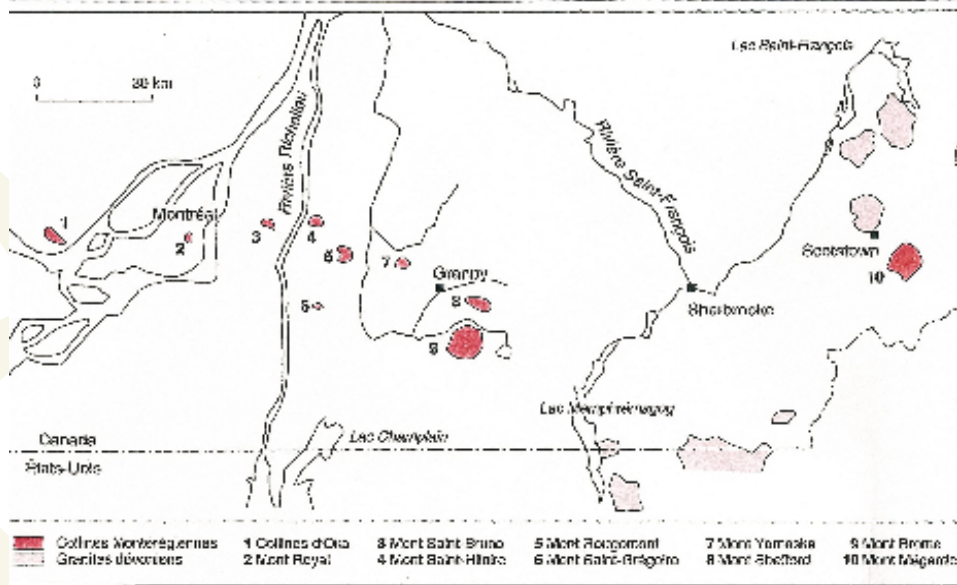 Lac Saint-François
0 20 km
Rivière Richelieu
Rivière Saint-François
1
Montréal
2
3
4
7
Granby
8
9
Scotstown
10
Sherbrooke
Lac Memphrémagog
Lac Champlain
Canada
États-Unis
Collines Montérégiennes
Granites dévoniens
1 Collines d'Oka
2 Mont Royal
3 Mont Saint-Bruno
4 Mont Saint-Hilaire
5 Mont Rougemont
6 Mont Saint-Grégoire
7 Mont Yamaska
8 Mont Shefford
9 Mont Brome
10 Mont Mégantic